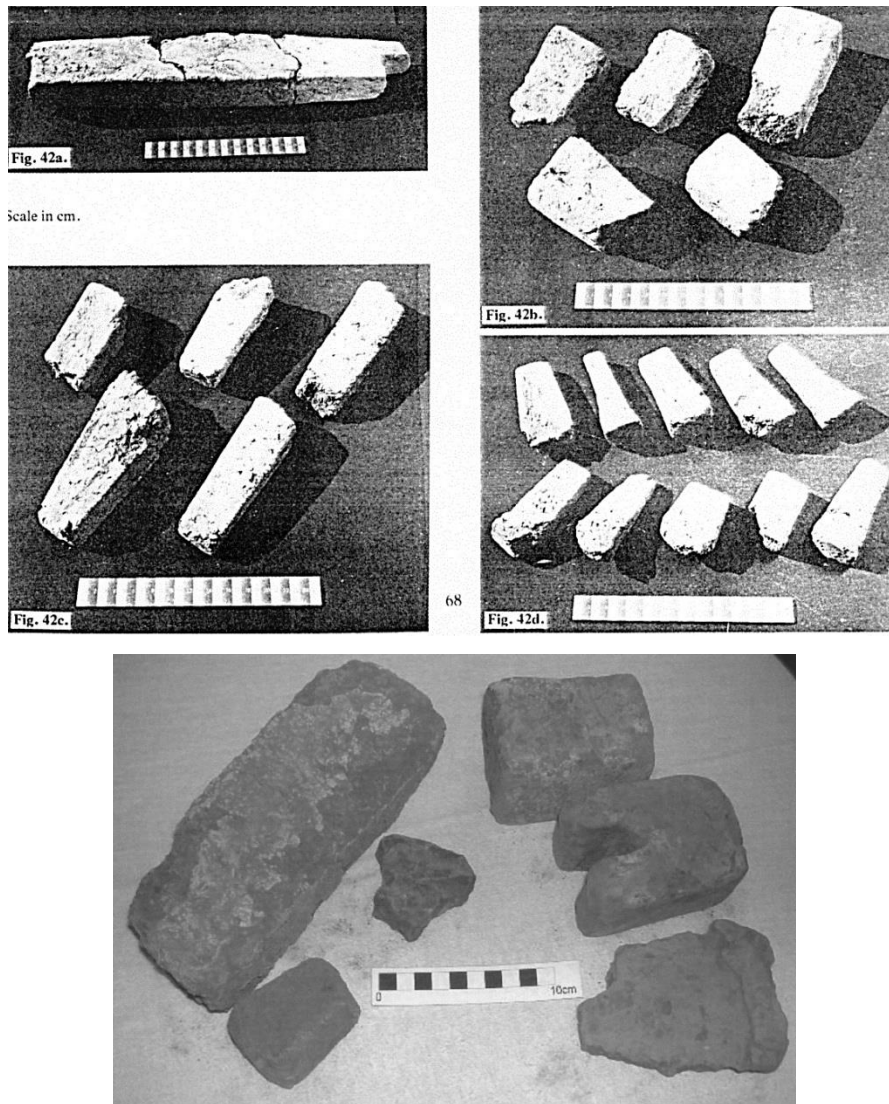 Fig. 42a.
Scale in cm.
Fig. 42b.
Fig. 42c.
68
Fig. 42d.
0 10cm